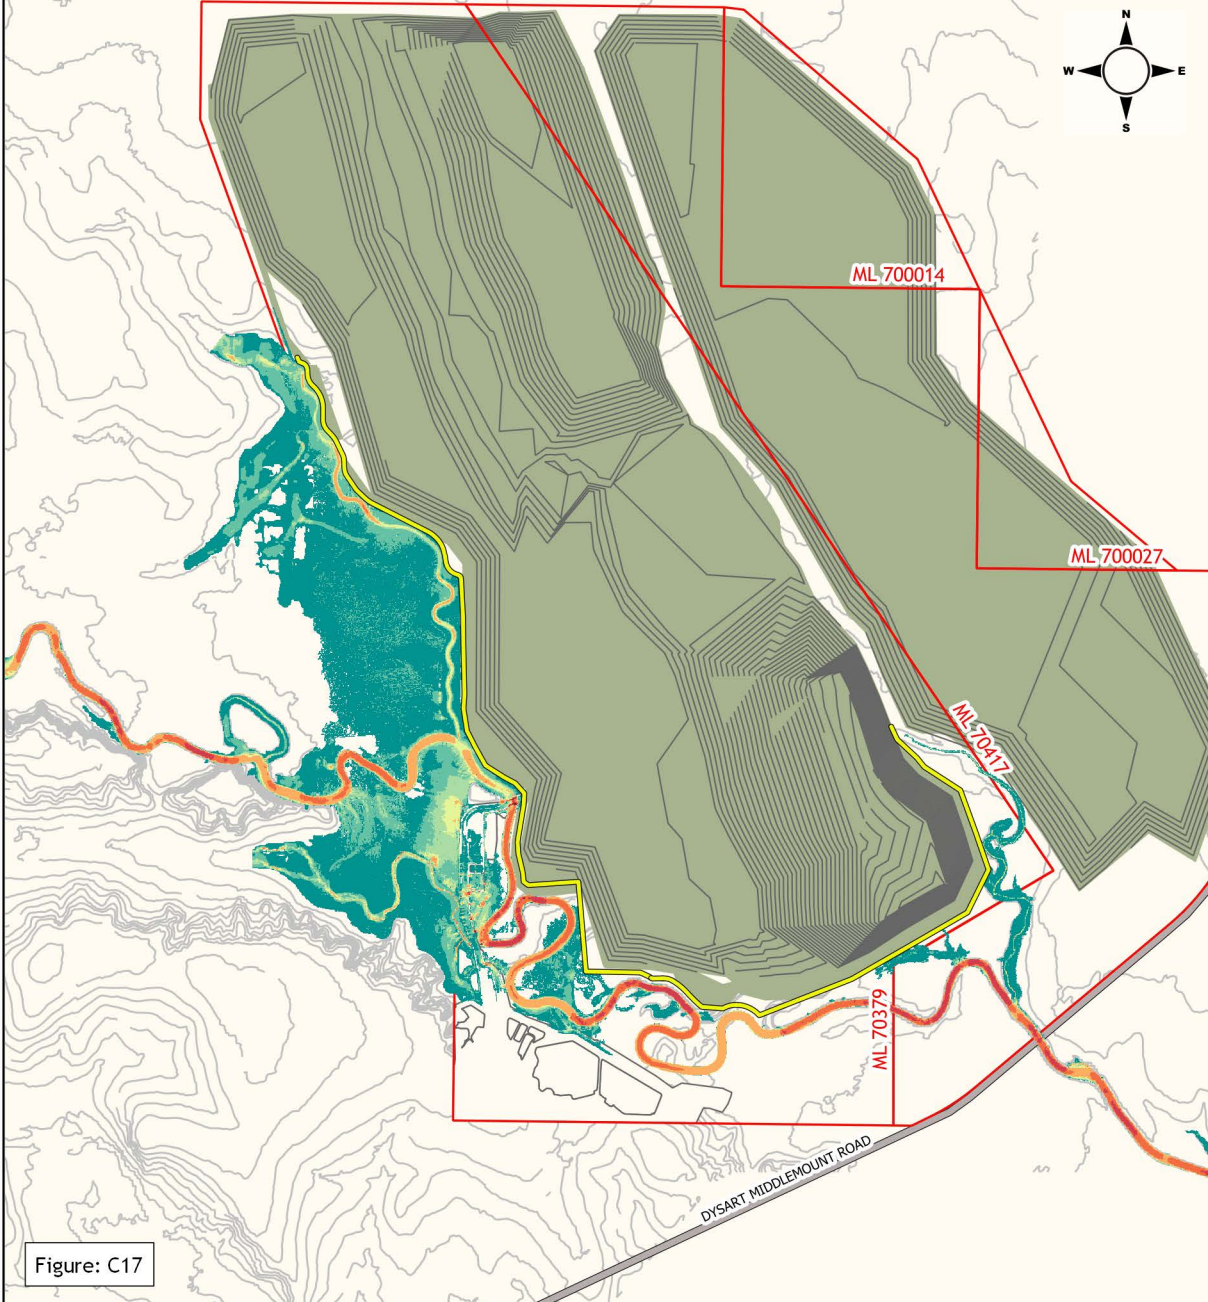 N
W E
S
ML 700014
ML 700027
ML 70417
ML 70379
DYSART MIDDLEMOUNT ROAD
Figure: C17